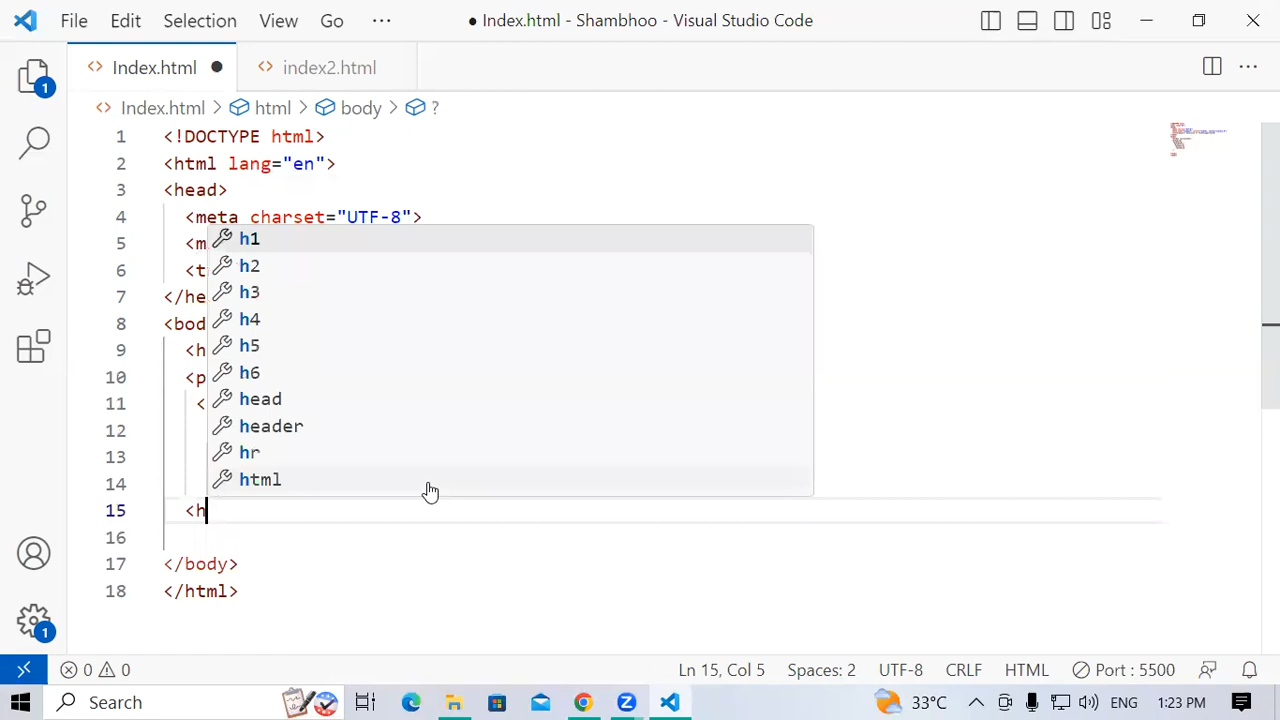 File Edit Selection View Go ··· ● Index.html - Shambhoo - Visual Studio Code
Index.html ● index2.html ···
Index.html > html > body > ?
1 <!DOCTYPE html>
2 <html lang="en">
3 <head>
4 <meta charset="UTF-8">
5 <m
6 <t
7 </he
8 <bod
9 <h
10 <p
11 <
12
13
14
15 <h
16
17 </body>
18 </html>
h1
h2
h3
h4
h5
h6
head
header
hr
html
1
1
0 0 Ln 15, Col 5 Spaces: 2 UTF-8 CRLF HTML Port : 5500
Search 33°C ENG 1:23 PM